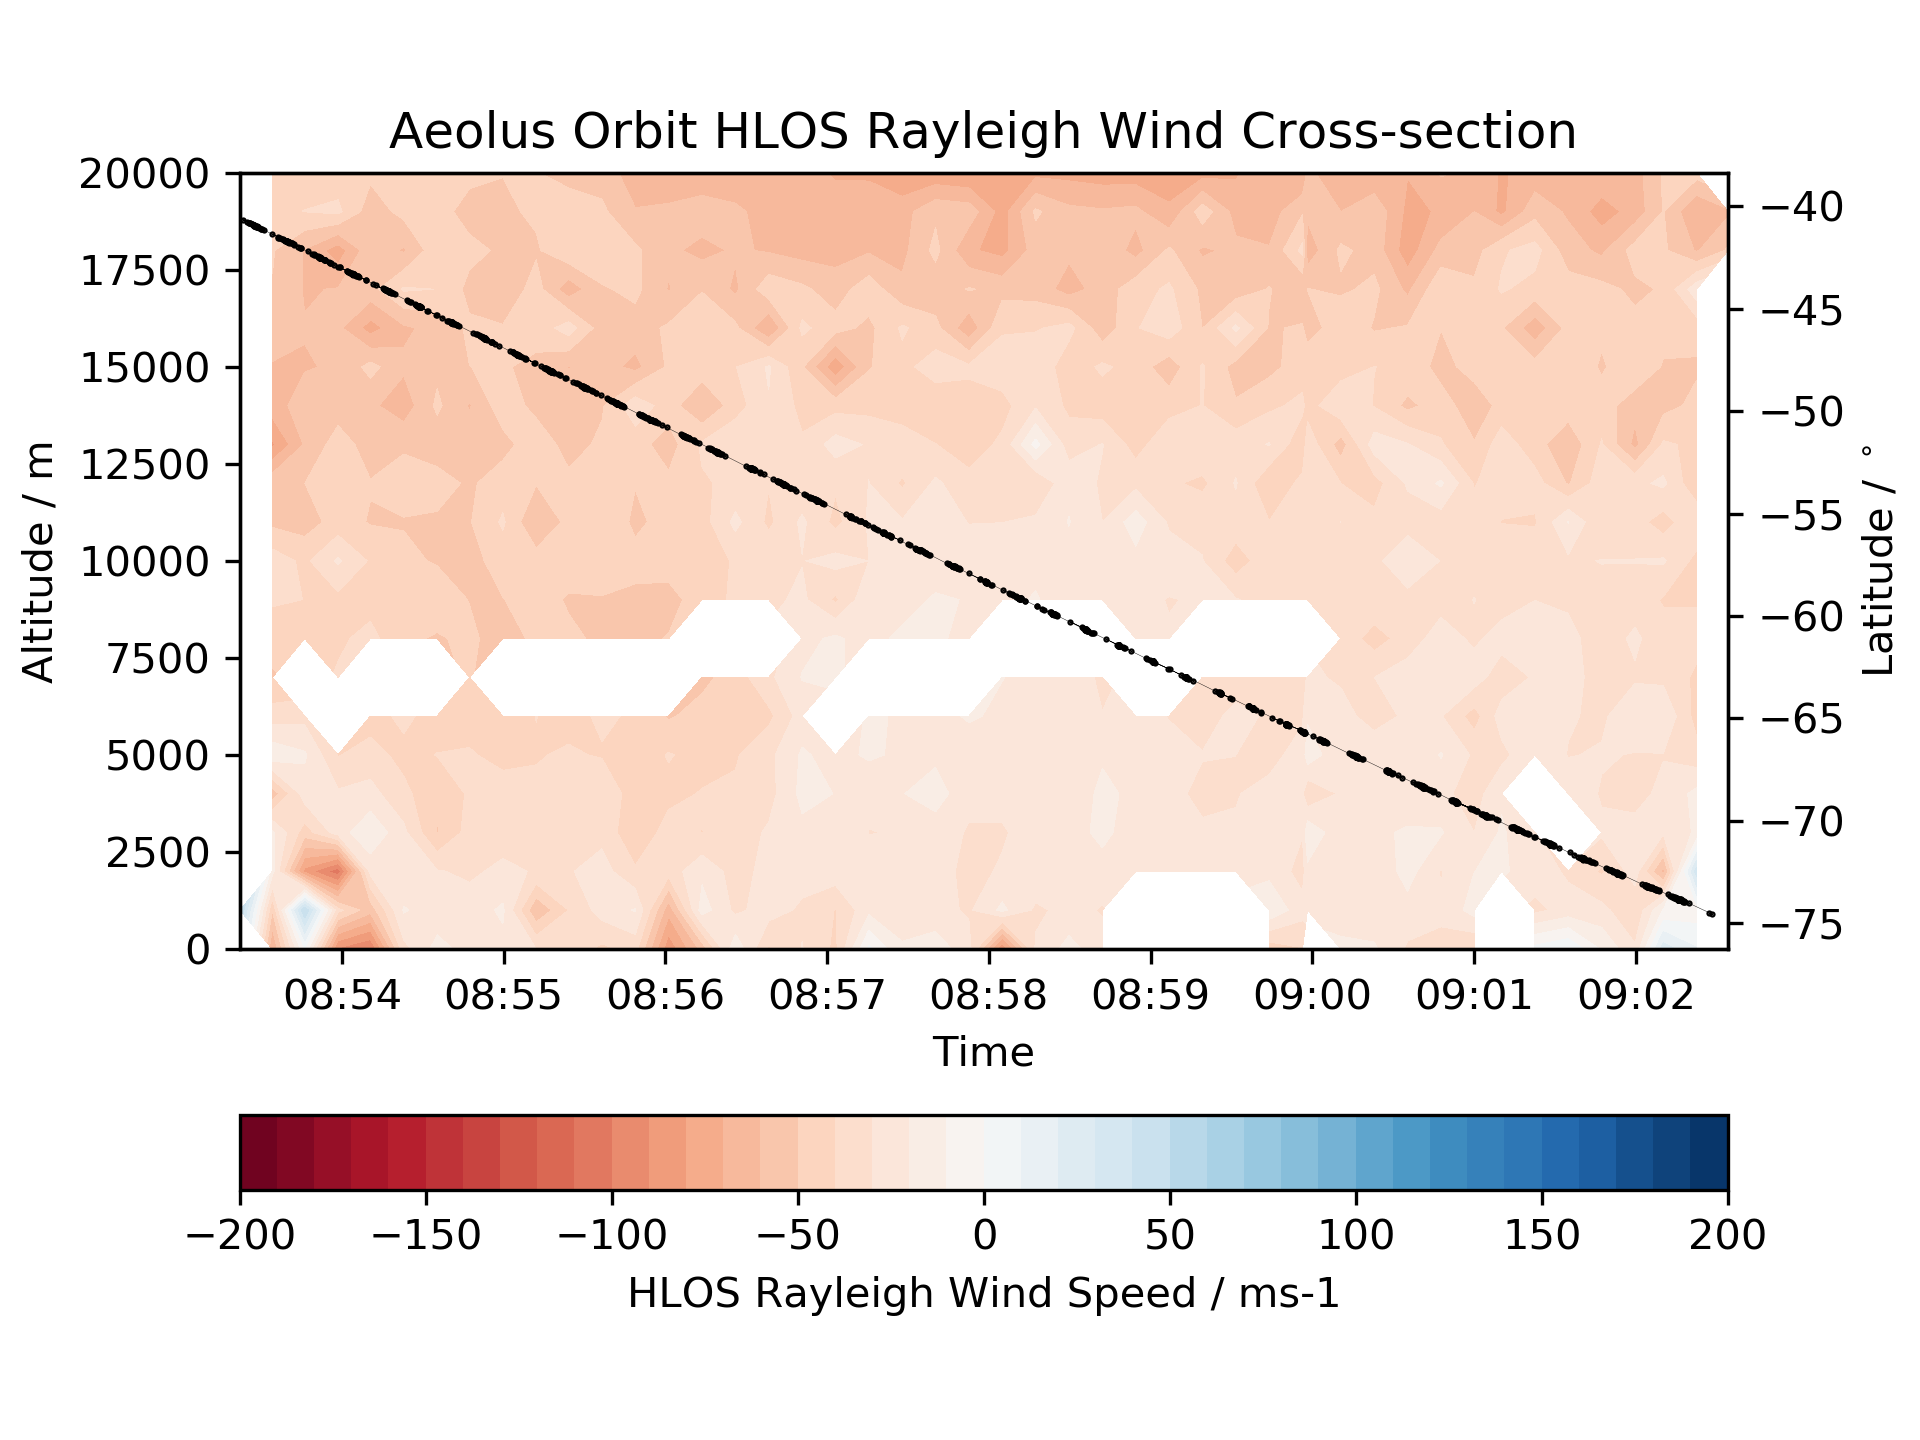 Aeolus Orbit HLOS Rayleigh Wind Cross-section
20000
17500
15000
12500
10000
7500
5000
2500
0
Altitude / m
−40
−45
−50
−55
−60
−65
−70
−75
Latitude / °
08:54 08:55 08:56 08:57 08:58 08:59 09:00 09:01 09:02
Time
−200 −150 −100 −50 0 50 100 150 200
HLOS Rayleigh Wind Speed / ms-1